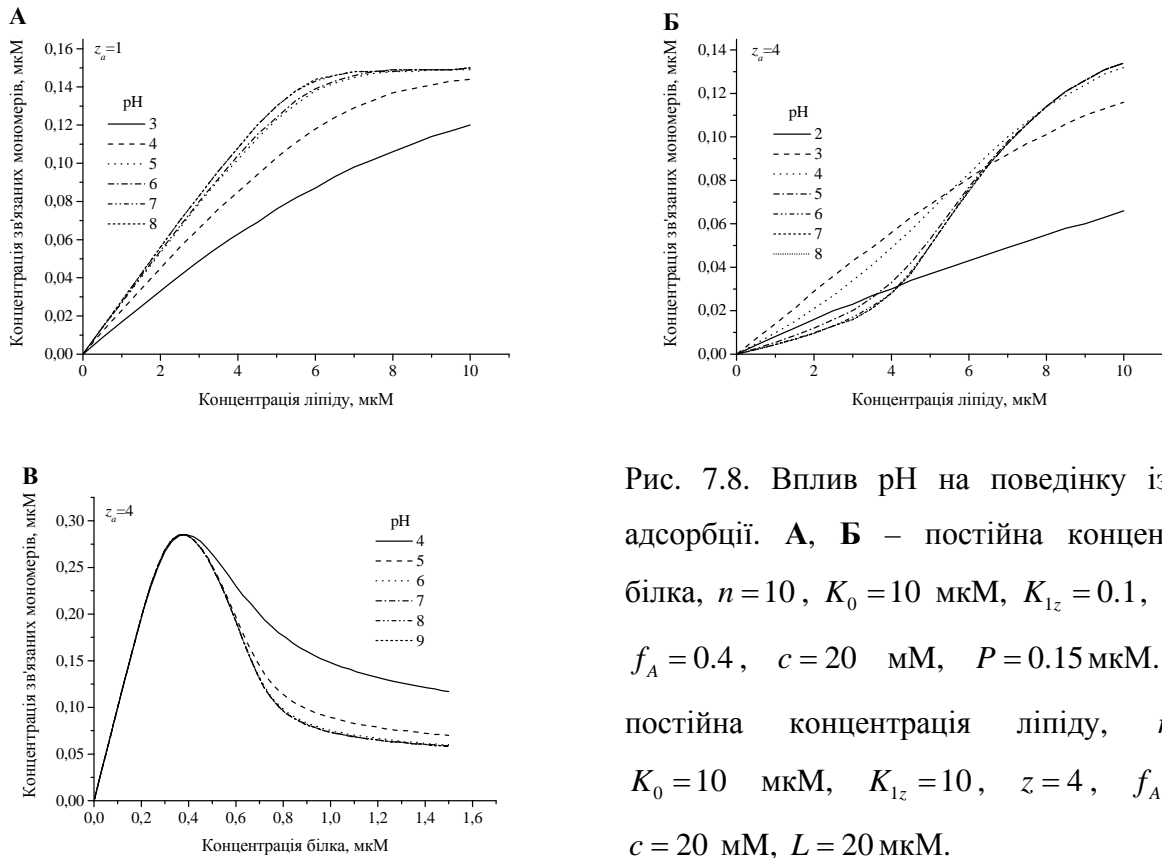 А
z_a=1
Концентрація зв'язаних мономерів, мкМ
0,16
0,14
0,12
0,10
0,08
0,06
0,04
0,02
0,00
pH
3
4
5
6
7
8
0 2 4 6 8 10
Концентрація ліпіду, мкМ
Б
z_a=4
Концентрація зв'язаних мономерів, мкМ
0,14
0,12
0,10
0,08
0,06
0,04
0,02
0,00
pH
2
3
4
5
6
7
8
0 2 4 6 8 10
Концентрація ліпіду, мкМ
В
z_a=4
Концентрація зв'язаних мономерів, мкМ
0,30
0,25
0,20
0,15
0,10
0,05
0,00
pH
4
5
6
7
8
9
0,0 0,2 0,4 0,6 0,8 1,0 1,2 1,4 1,6
Концентрація білка, мкМ
Рис. 7.8. Вплив pH на поведінку із
адсорбції. А, Б – постійна концен
білка, n = 10 , K_0 = 10 мкМ, K_{1z} = 0.1 ,
f_A = 0.4 , c = 20 мМ, P = 0.15 мкМ.
постійна концентрація ліпіду,
K_0 = 10 мкМ, K_{1z} = 10 , z = 4 , f_A
c = 20 мМ, L = 20 мкМ.